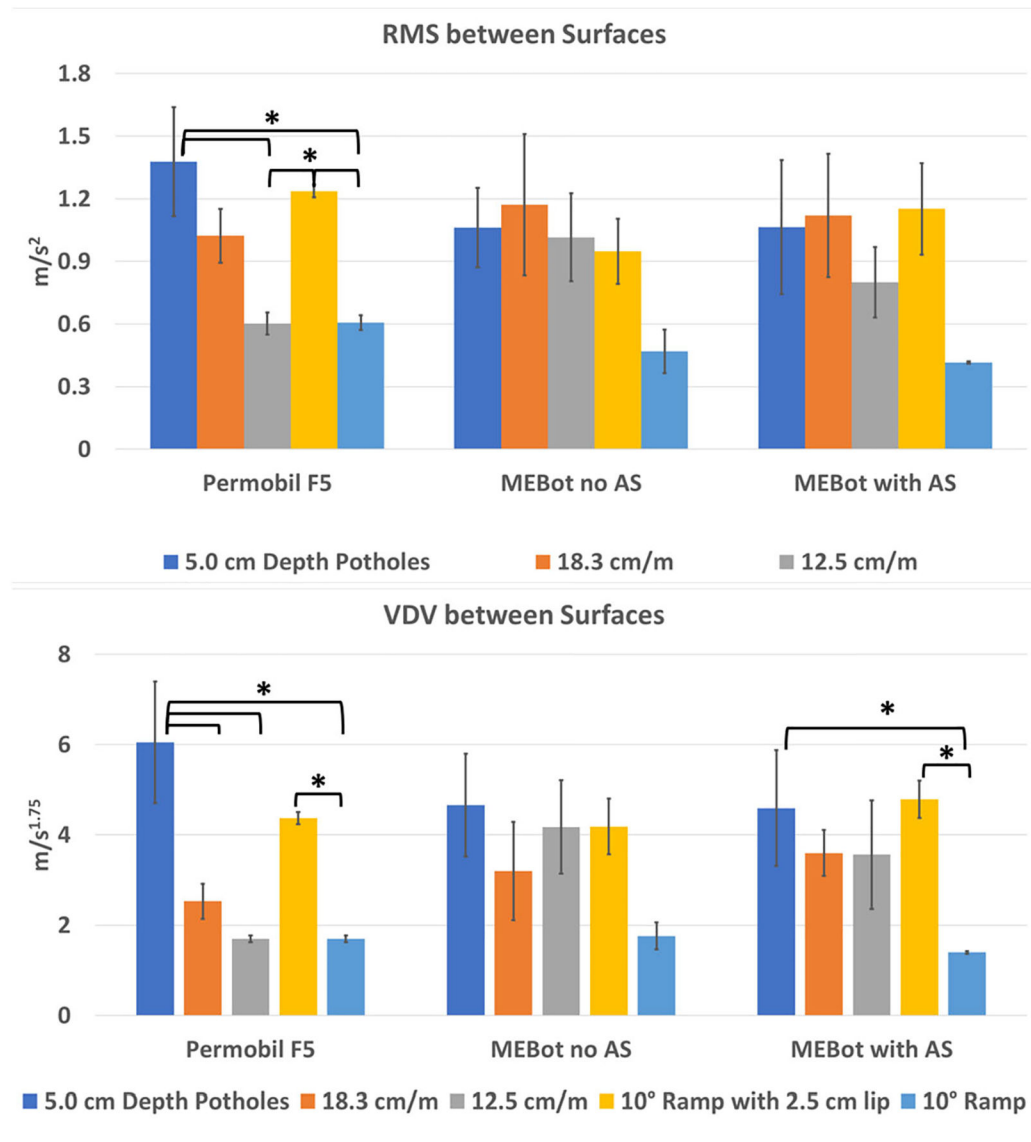 RMS between Surfaces
1.8
1.5
1.2
0.9
0.6
0.3
0
m/s²
* *
Permobil F5 MEBot no AS MEBot with AS
5.0 cm Depth Potholes 18.3 cm/m 12.5 cm/m
VDV between Surfaces
8
6
4
2
0
m/s¹·⁷⁵
* * * *
Permobil F5 MEBot no AS MEBot with AS
5.0 cm Depth Potholes 18.3 cm/m 12.5 cm/m 10° Ramp with 2.5 cm lip 10° Ramp